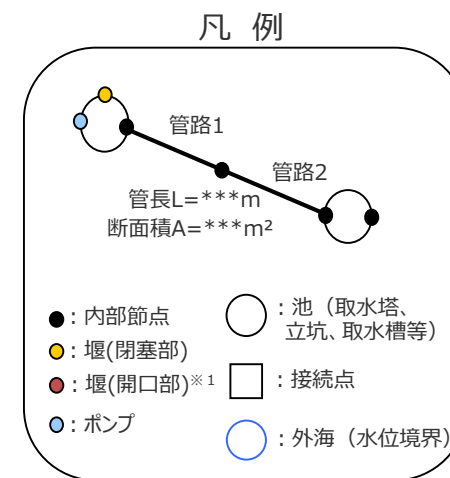 凡 例
管路1
管路2
管長L=***m
断面積A=***m²
●：内部節点
：堰(閉塞部)
：堰(開口部)※1
：ポンプ
：池（取水塔、
立坑、取水槽等）
：接続点
：外海（水位境界）